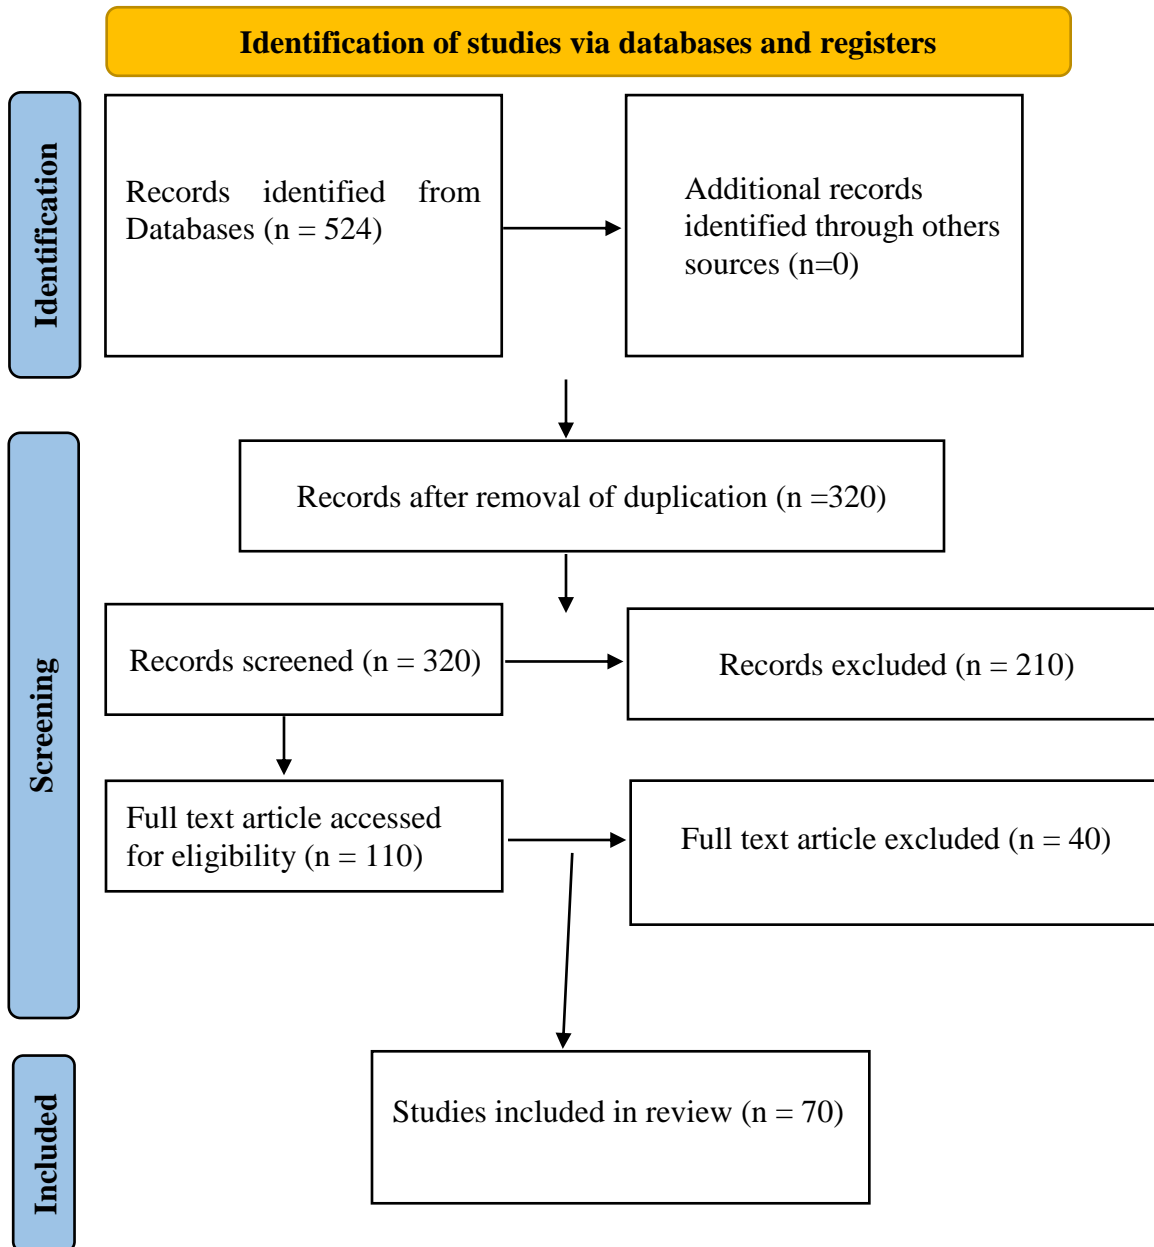 Identification of studies via databases and registers
Identification
Records identified from
Databases (n = 524)
Additional records
identified through others
sources (n=0)
Screening
Records after removal of duplication (n =320)
Records screened (n = 320)
Records excluded (n = 210)
Full text article accessed
for eligibility (n = 110)
Full text article excluded (n = 40)
Included
Studies included in review (n = 70)